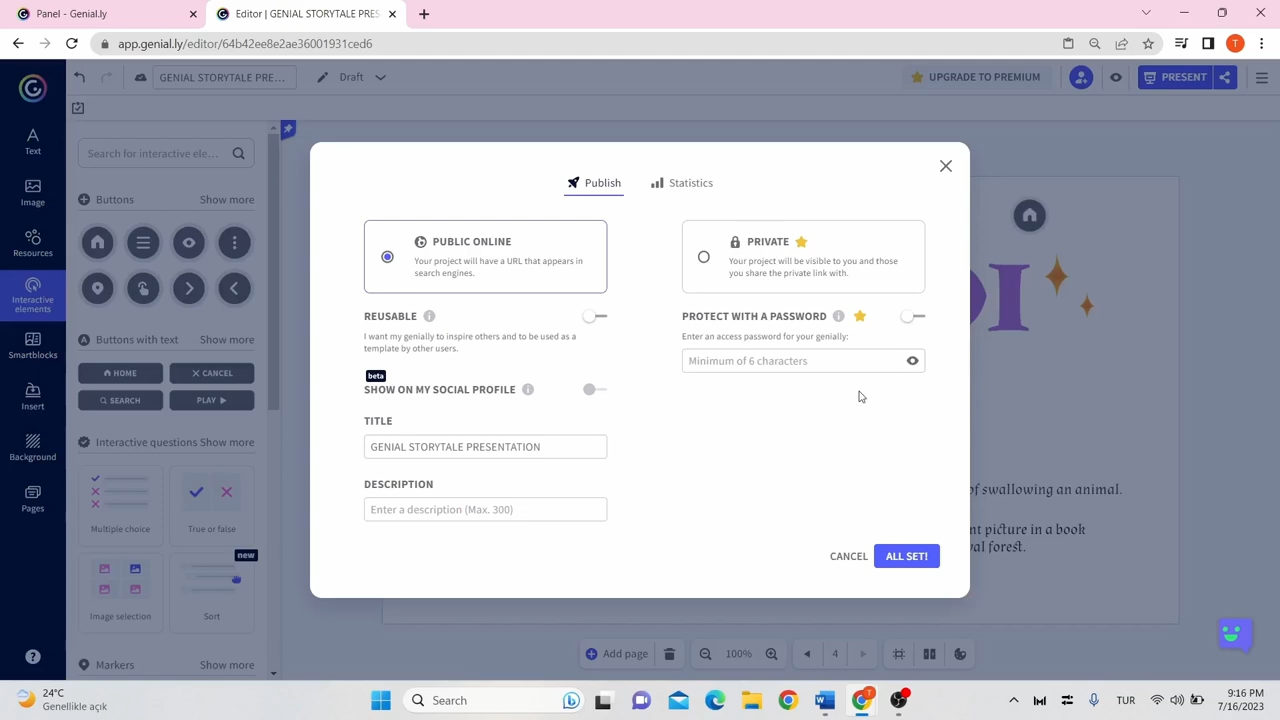 Panel - Genial.ly
Editor | GENIAL STORYTALE PRES
app.genial.ly/editor/64b42ee8e2ae36001931ced6
T
GENIAL STORYTALE PRE...
Draft
UPGRADE TO PREMIUM
PRESENT
Text
Image
Resources
Interactive
elements
Smartblocks
Insert
Background
Pages
Search for interactive ele...
Buttons
Show more
Buttons with text
Show more
HOME
CANCEL
SEARCH
PLAY
Interactive questions
Show more
Multiple choice
True or false
new
Image selection
Sort
Markers
Show more
Publish
Statistics
PUBLIC ONLINE
Your project will have a URL that appears in
search engines.
REUSABLE
I want my genially to inspire others and to be used as a
template by other users.
beta
SHOW ON MY SOCIAL PROFILE
TITLE
GENIAL STORYTALE PRESENTATION
DESCRIPTION
Enter a description (Max. 300)
PRIVATE
Your project will be visible to you and those
you share the private link with.
PROTECT WITH A PASSWORD
Enter an access password for your genially:
Minimum of 6 characters
CANCEL
ALL SET!
of swallowing an animal.
picture in a book
forest.
Add page
100%
4
24°C
Genellikle açık
Search
TUR
9:16 PM
7/16/2023